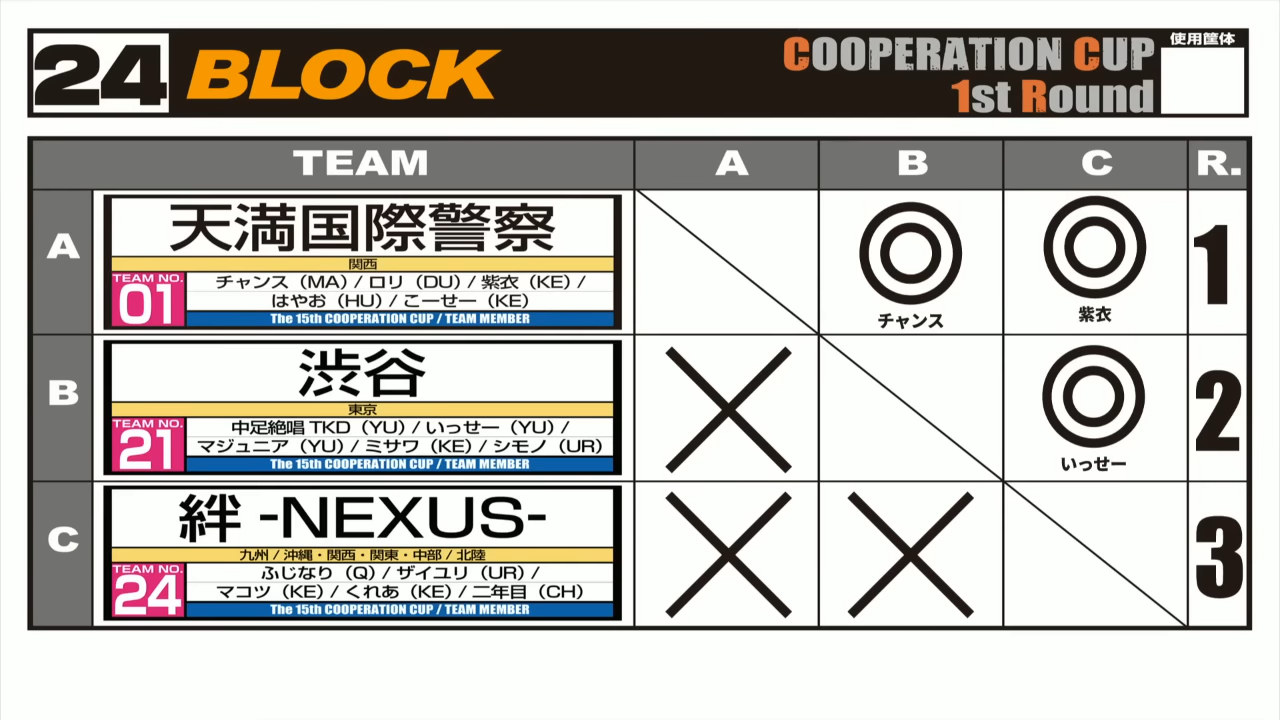 24 BLOCK
COOPERATION CUP
1st Round
使用筐体
TEAM A B C R.
A
天満国際警察
関西
TEAM NO.
01
チャンス（MA）/ ロリ（DU）/ 紫衣（KE）/
はやお（HU）/ こーせー（KE）
The 15th COOPERATION CUP / TEAM MEMBER
チャンス
紫衣
1
B
渋谷
東京
TEAM NO.
21
中足絶唱 TKD（YU）/ いっせー（YU）/
マジュニア（YU）/ ミサワ（KE）/ シモノ（UR）
The 15th COOPERATION CUP / TEAM MEMBER
いっせー
2
C
絆 -NEXUS-
九州 / 沖縄・関西・関東・中部 / 北陸
TEAM NO.
24
ふじなり（Q）/ ザイユリ（UR）/
マコツ（KE）/ くれあ（KE）/ 二年目（CH）
The 15th COOPERATION CUP / TEAM MEMBER
3